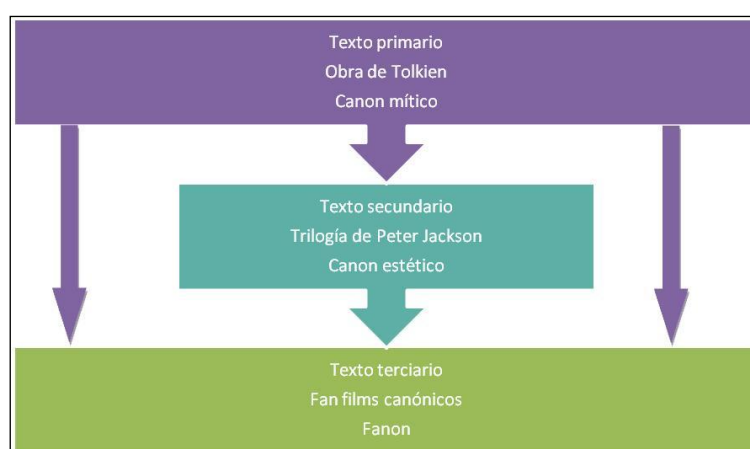 Texto primario
Obra de Tolkien
Canon mítico
Texto secundario
Trilogía de Peter Jackson
Canon estético
Texto terciario
Fan films canónicos
Fanon